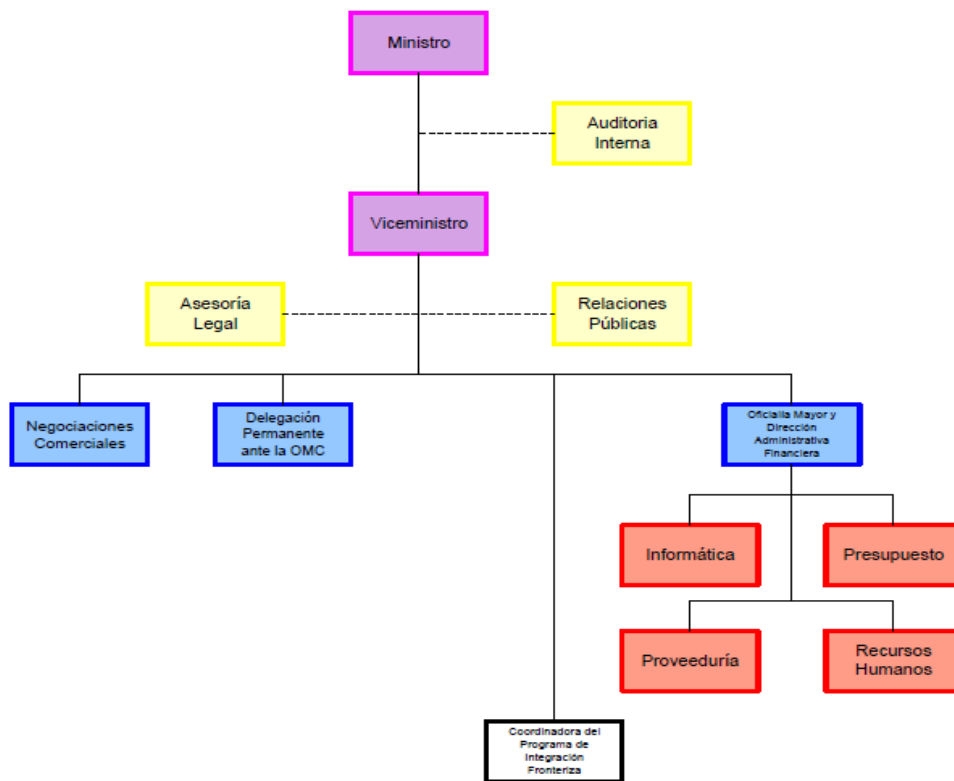 Ministro
Auditoria
Interna
Viceministro
Asesoría
Legal
Relaciones
Públicas
Negociaciones
Comerciales
Delegación
Permanente
ante la OMC
Oficialía Mayor y
Dirección
Administrativa
Financiera
Informática
Presupuesto
Proveeduría
Recursos
Humanos
Coordinadora del
Programa de
Integración
Fronteriza